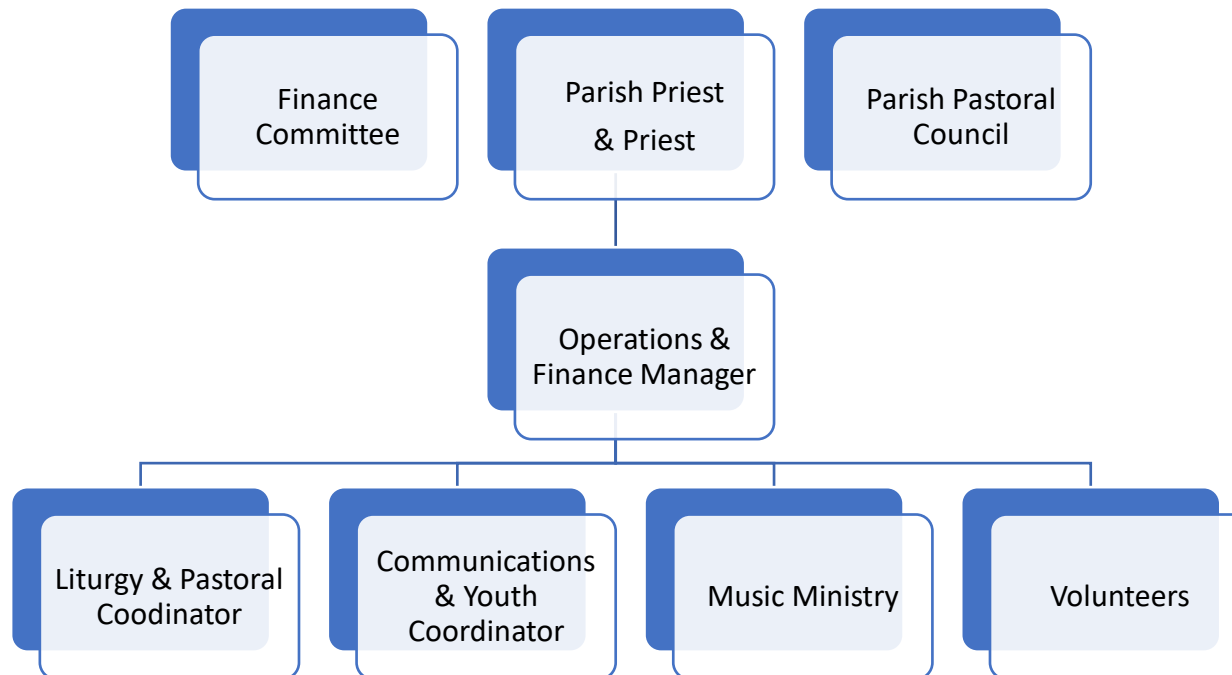 Finance
Committee
Parish Priest
& Priest
Parish Pastoral
Council
Operations &
Finance Manager
Liturgy & Pastoral
Coodinator
Communications
& Youth
Coordinator
Music Ministry
Volunteers